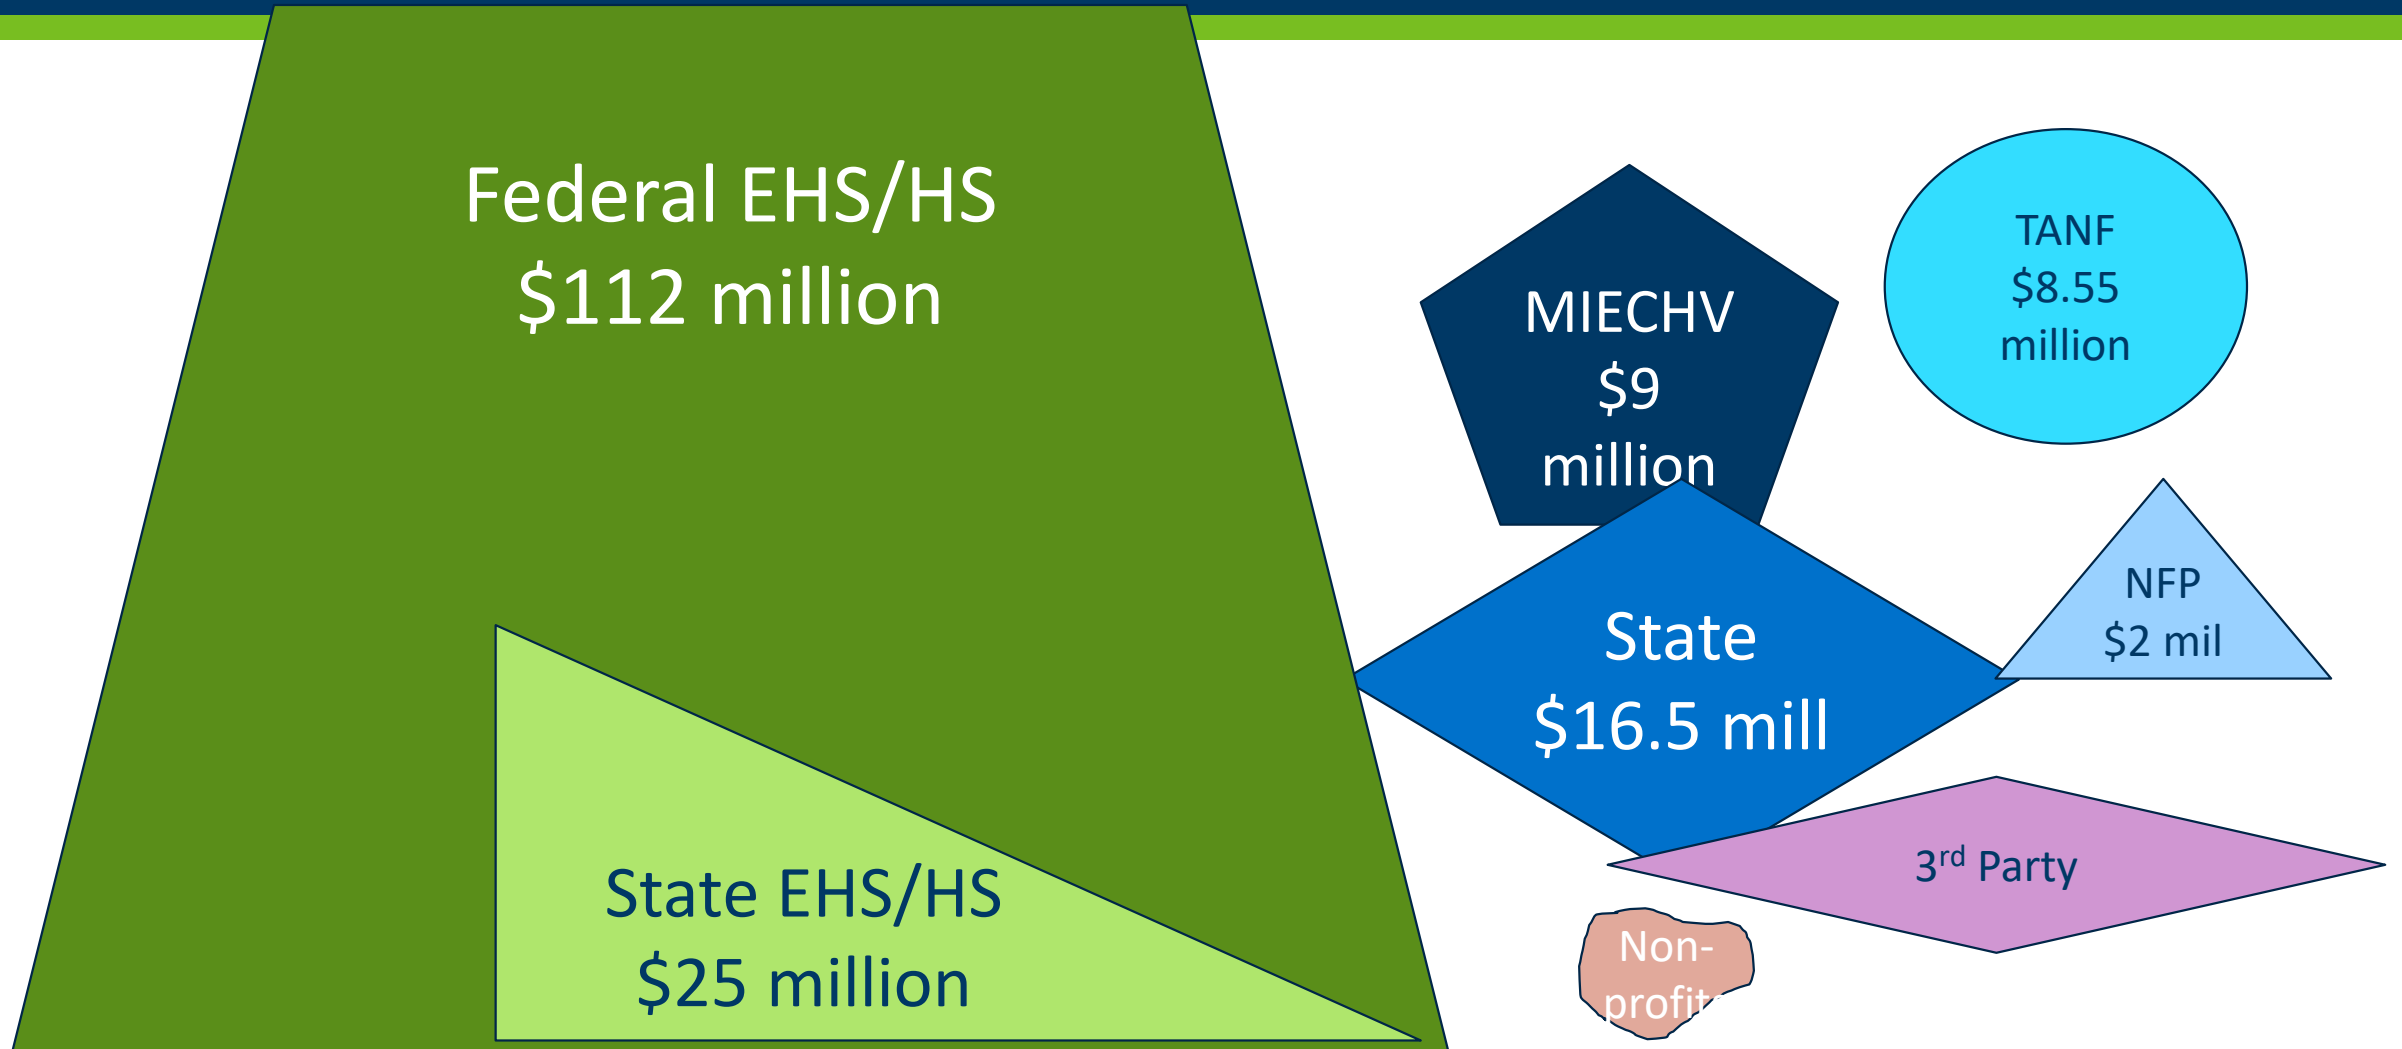 Federal EHS/HS
$112 million
State EHS/HS
$25 million
MIECHV
$9
million
TANF
$8.55
million
State
$16.5 mill
NFP
$2 mil
3rd Party
Non-
profits